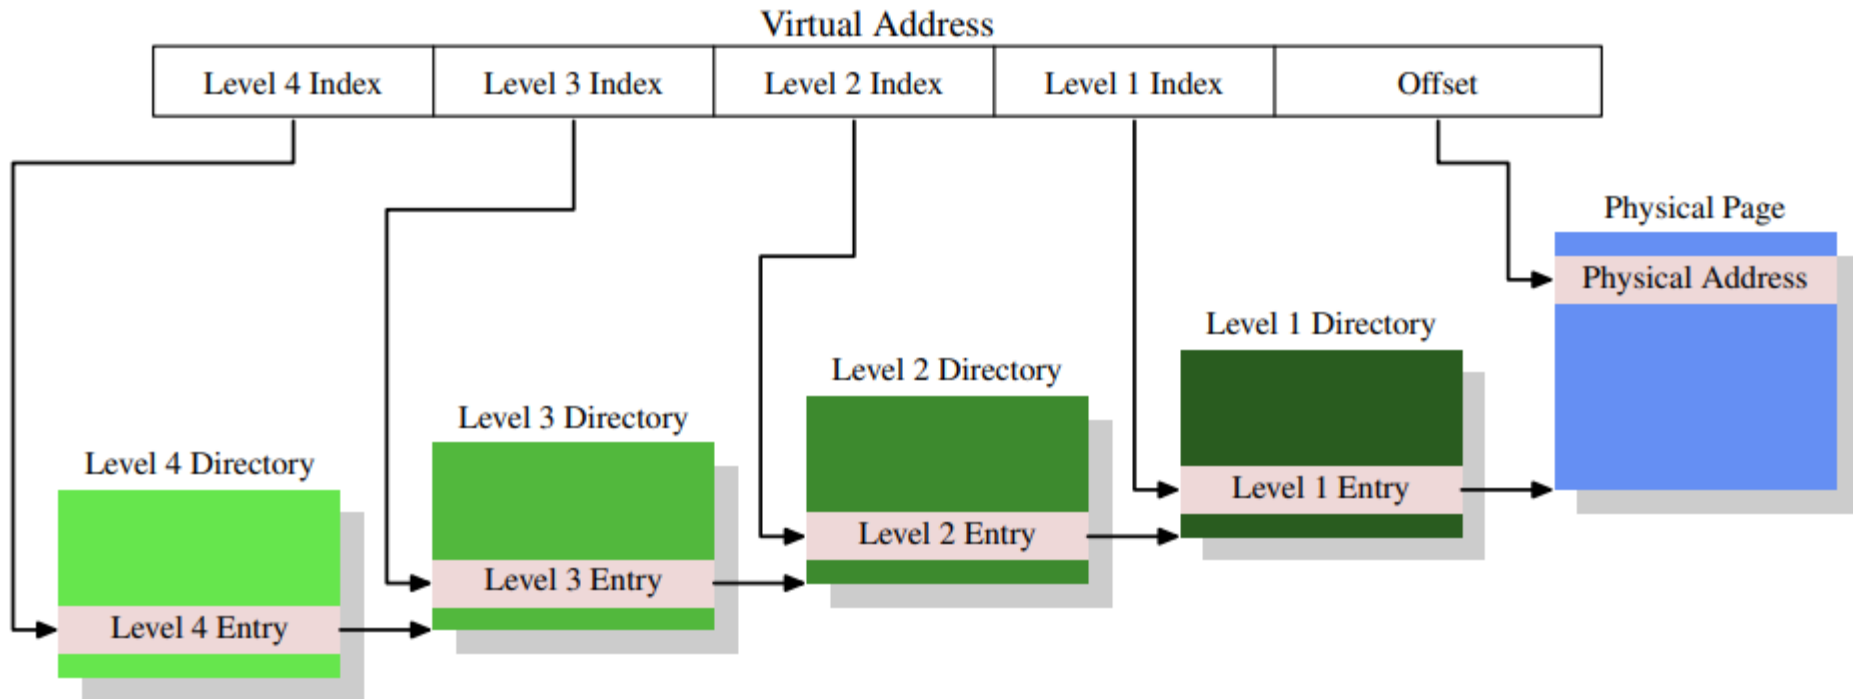 Virtual Address
Level 4 Index
Level 3 Index
Level 2 Index
Level 1 Index
Offset
Physical Page
Physical Address
Level 1 Directory
Level 1 Entry
Level 2 Directory
Level 2 Entry
Level 3 Directory
Level 3 Entry
Level 4 Directory
Level 4 Entry